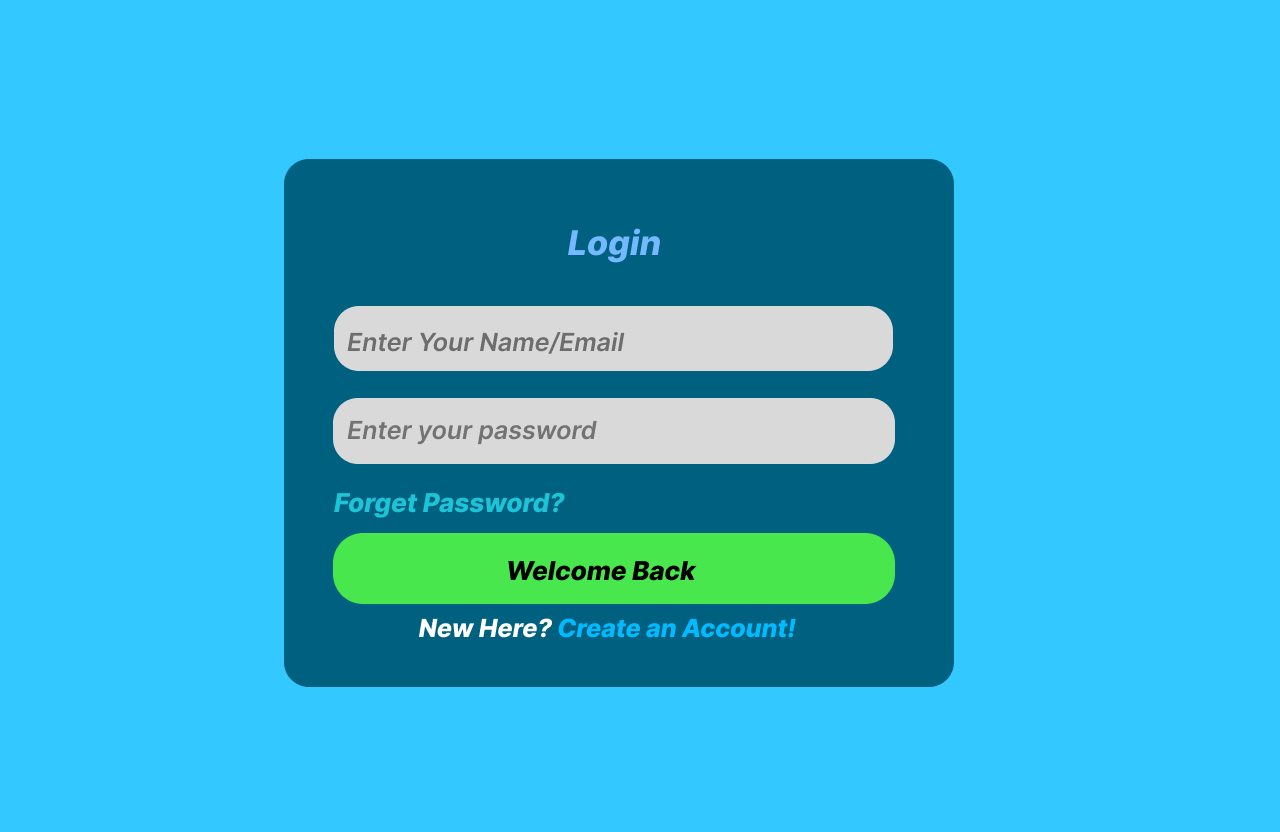 Login
Enter Your Name/Email
Enter your password
Forget Password?
Welcome Back
New Here? Create an Account!